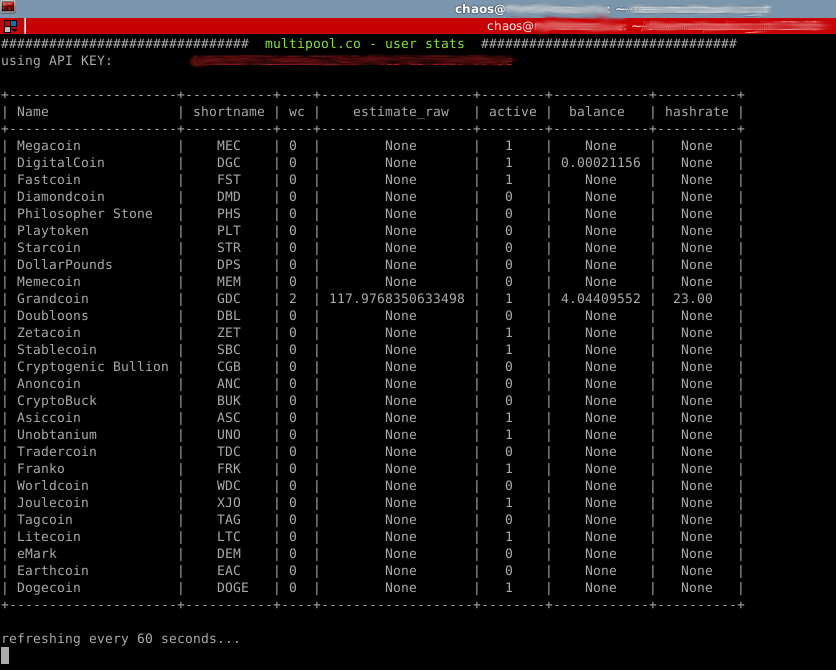 chaos@ : ~
chaos@ : ~
############################### multipool.co - user stats ################################
using API KEY:
+---------------------+-----------+----+-------------------+--------+------------+----------+
| Name | shortname | wc | estimate_raw | active | balance | hashrate |
+---------------------+-----------+----+-------------------+--------+------------+----------+
| Megacoin | MEC | 0 | None | 1 | None | None |
| DigitalCoin | DGC | 0 | None | 1 | 0.00021156 | None |
| Fastcoin | FST | 0 | None | 1 | None | None |
| Diamondcoin | DMD | 0 | None | 0 | None | None |
| Philosopher Stone | PHS | 0 | None | 0 | None | None |
| Playtoken | PLT | 0 | None | 0 | None | None |
| Starcoin | STR | 0 | None | 0 | None | None |
| DollarPounds | DPS | 0 | None | 0 | None | None |
| Memecoin | MEM | 0 | None | 0 | None | None |
| Grandcoin | GDC | 2 | 117.9768350633498 | 1 | 4.04409552 | 23.00 |
| Doubloons | DBL | 0 | None | 0 | None | None |
| Zetacoin | ZET | 0 | None | 1 | None | None |
| Stablecoin | SBC | 0 | None | 1 | None | None |
| Cryptogenic Bullion | CGB | 0 | None | 0 | None | None |
| Anoncoin | ANC | 0 | None | 0 | None | None |
| CryptoBuck | BUK | 0 | None | 0 | None | None |
| Asiccoin | ASC | 0 | None | 1 | None | None |
| Unobtanium | UNO | 0 | None | 1 | None | None |
| Tradercoin | TDC | 0 | None | 0 | None | None |
| Franko | FRK | 0 | None | 1 | None | None |
| Worldcoin | WDC | 0 | None | 0 | None | None |
| Joulecoin | XJO | 0 | None | 1 | None | None |
| Tagcoin | TAG | 0 | None | 0 | None | None |
| Litecoin | LTC | 0 | None | 1 | None | None |
| eMark | DEM | 0 | None | 0 | None | None |
| Earthcoin | EAC | 0 | None | 0 | None | None |
| Dogecoin | DOGE | 0 | None | 1 | None | None |
+---------------------+-----------+----+-------------------+--------+------------+----------+
refreshing every 60 seconds...